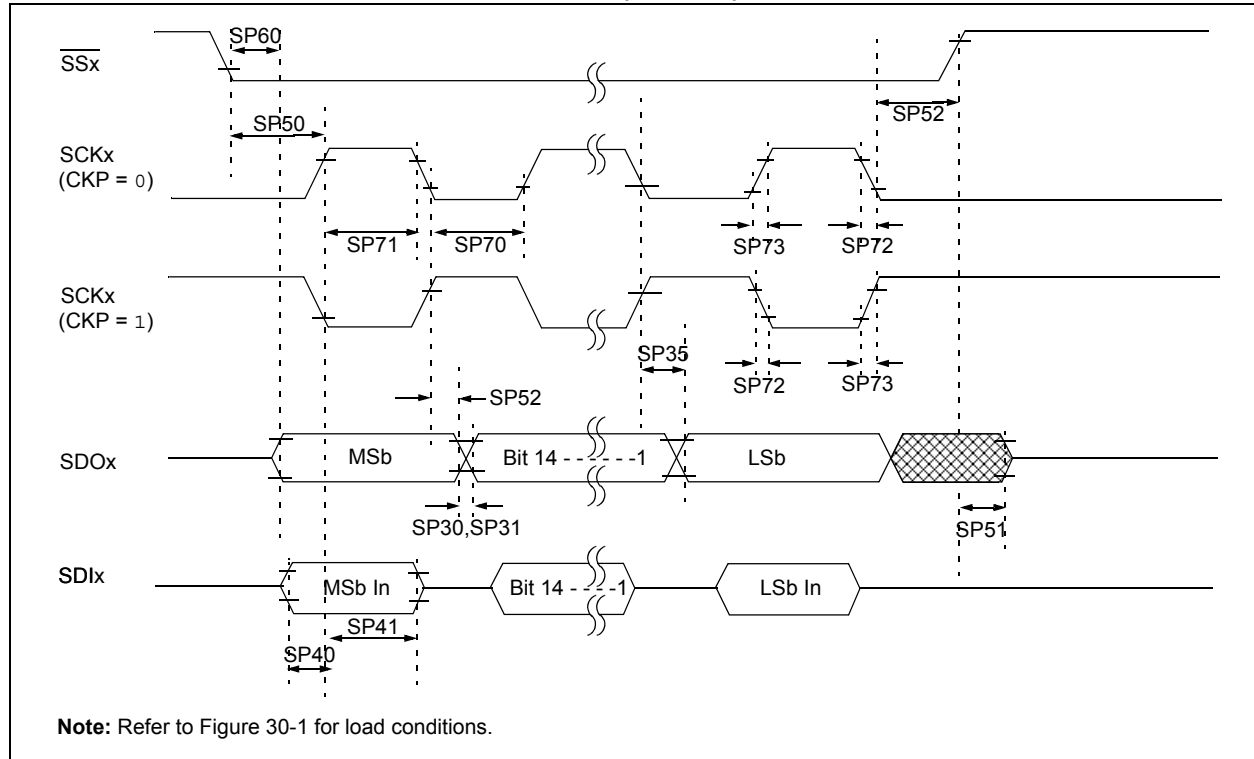 SP60
SSx
SP52
SP50
SCKx
(CKP = 0)
SP71
SP70
SP73
SP72
SCKx
(CKP = 1)
SP35
SP72
SP73
SP52
SDOx
MSb
Bit 14 - - - - - -1
LSb
SP30,SP31
SP51
SDIx
MSb In
Bit 14 - - - -1
LSb In
SP41
SP40
Note: Refer to Figure 30-1 for load conditions.